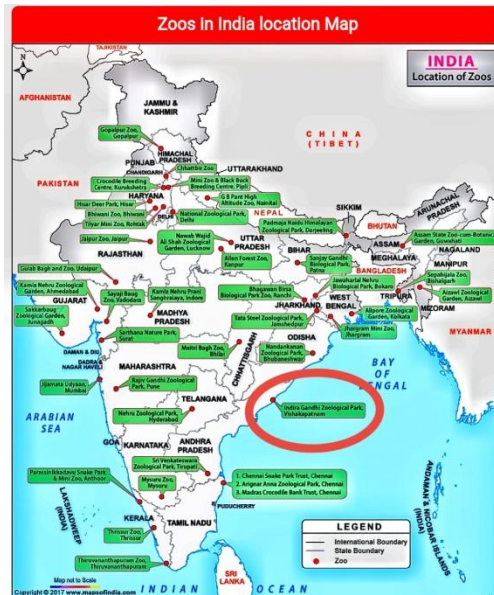 Zoos in India location Map
INDIA
Location of Zoos
TAJIKISTAN
AFGHANISTAN
JAMMU &
KASHMIR
CHINA
(TIBET)
Gopalpur Zoo,
Gopalpur
HIMACHAL
PRADESH
PUNJAB
CHANDIGARH
Chhatbir Zoo
UTTARAKHAND
Crocodile Breeding
Centre, Kurukshetra
Mini Zoo & Black Buck
Breeding Centre, Pipli
PAKISTAN
HARYANA
Hisar Deer Park, Hisar
G B Pant High
Altitude Zoo, Nainital
Bhiwani Zoo, Bhiwani
DELHI
National Zoological Park,
Delhi
NEPAL
Tilyar Mini Zoo, Rohtak
Padmaja Naidu Himalayan
Zoological Park, Darjeeling
SIKKIM
BHUTAN
ARUNACHAL
PRADESH
Jaipur Zoo, Jaipur
Nawab Wajid
Ali Shah Zoological
Garden, Lucknow
UTTAR
PRADESH
Assam State Zoo-cum-Botanical
Garden, Guwahati
ASSAM
NAGALAND
MEGHALAYA
RAJASTHAN
Allen Forest Zoo,
Kanpur
BIHAR
Sanjay Gandhi
Biological Park,
Patna
MANIPUR
BANGLADESH
Gulab Bagh and Zoo, Udaipur
Bhagawan Birsa
Biological Park Zoo, Ranchi
Jawaharlal Nehru
Biological Park, Bokaro
Sepahijala Zoo,
Bishalgarh
Kamla Nehru Zoological
Garden, Ahmedabad
Sayaji Baug
Zoo, Vadodara
Kamla Nehru Prani
Sanghralaya, Indore
JHARKHAND
WEST
BENGAL
TRIPURA
Aizawl Zoological
Garden, Aizawl
GUJARAT
MADHYA
PRADESH
Tata Steel Zoological Park,
Jamshedpur
Alipore Zoological
Garden, Kolkata
MIZORAM
Sakkarbaug
Zoological Garden,
Junagadh
Sarthana Nature Park,
Surat
CHHATTISGARH
Jhargram Mini Zoo,
Jhargram
ODISHA
MYANMAR
Maitri Bagh Zoo,
Bhilai
Nandankanan
Zoological Park,
Bhubaneshwar
DAMAN & DIU
DADRA
NAGAR HAVELI
MAHARASHTRA
Jijamata Udyaan,
Mumbai
Rajiv Gandhi Zoological
Park, Pune
BAY
OF
BENGAL
ARABIAN
SEA
TELANGANA
Nehru Zoological Park,
Hyderabad
Indira Gandhi Zoological Park,
Vishakapatnam
GOA
KARNATAKA
ANDHRA
PRADESH
Sri Venkateswara
Zoological Park, Tirupati
Parassinikkadavu Snake Park
& Mini Zoo, Anthoor
Mysuru Zoo,
Mysuru
1. Chennai Snake Park Trust, Chennai
2. Arignar Anna Zoological Park, Chennai
3. Madras Crocodile Bank Trust, Chennai
PUDUCHERRY
LAKSHADWEEP
(INDIA)
ANDAMAN & NICOBAR ISLANDS
(INDIA)
KERALA
Thrissur Zoo,
Thrissur
TAMIL NADU
Thiruvananthapuram Zoo,
Thiruvananthapuram
LEGEND
International Boundary
State Boundary
Zoo
SRI
LANKA
Map not to Scale
Copyright © 2017 www.mapsofindia.com
INDIAN OCEAN